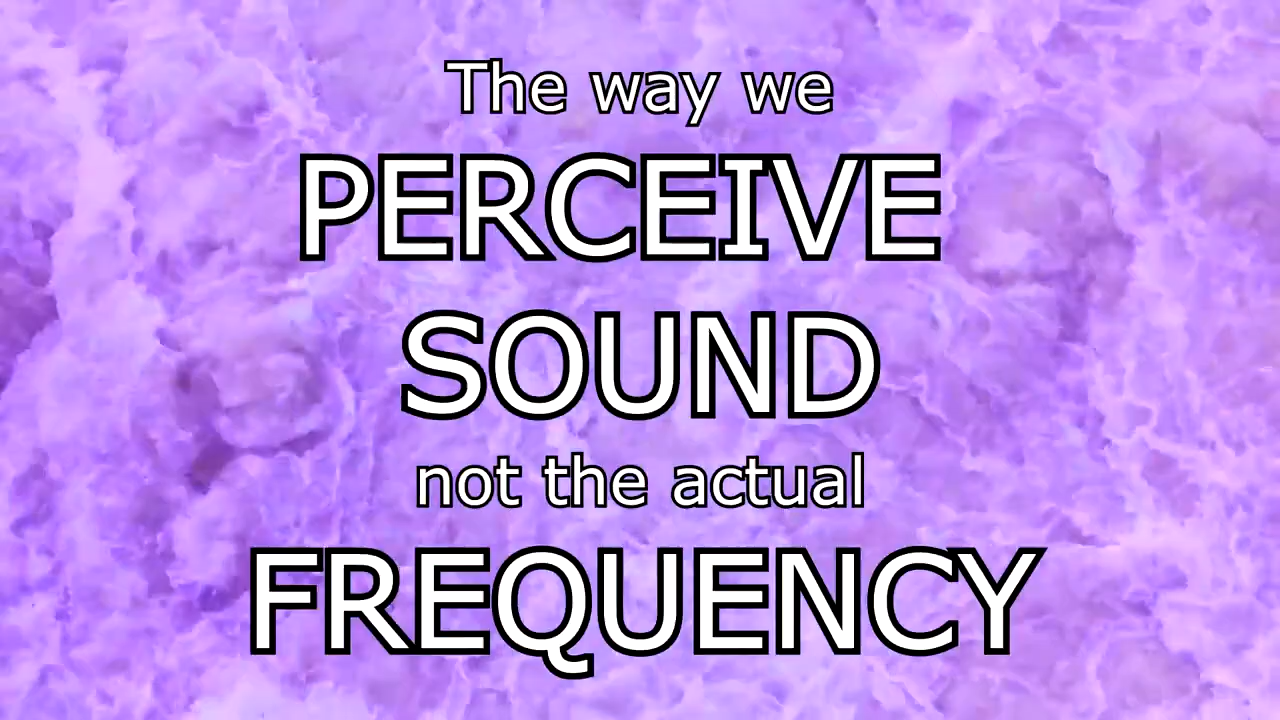 The way we
PERCEIVE
SOUND
not the actual
FREQUENCY